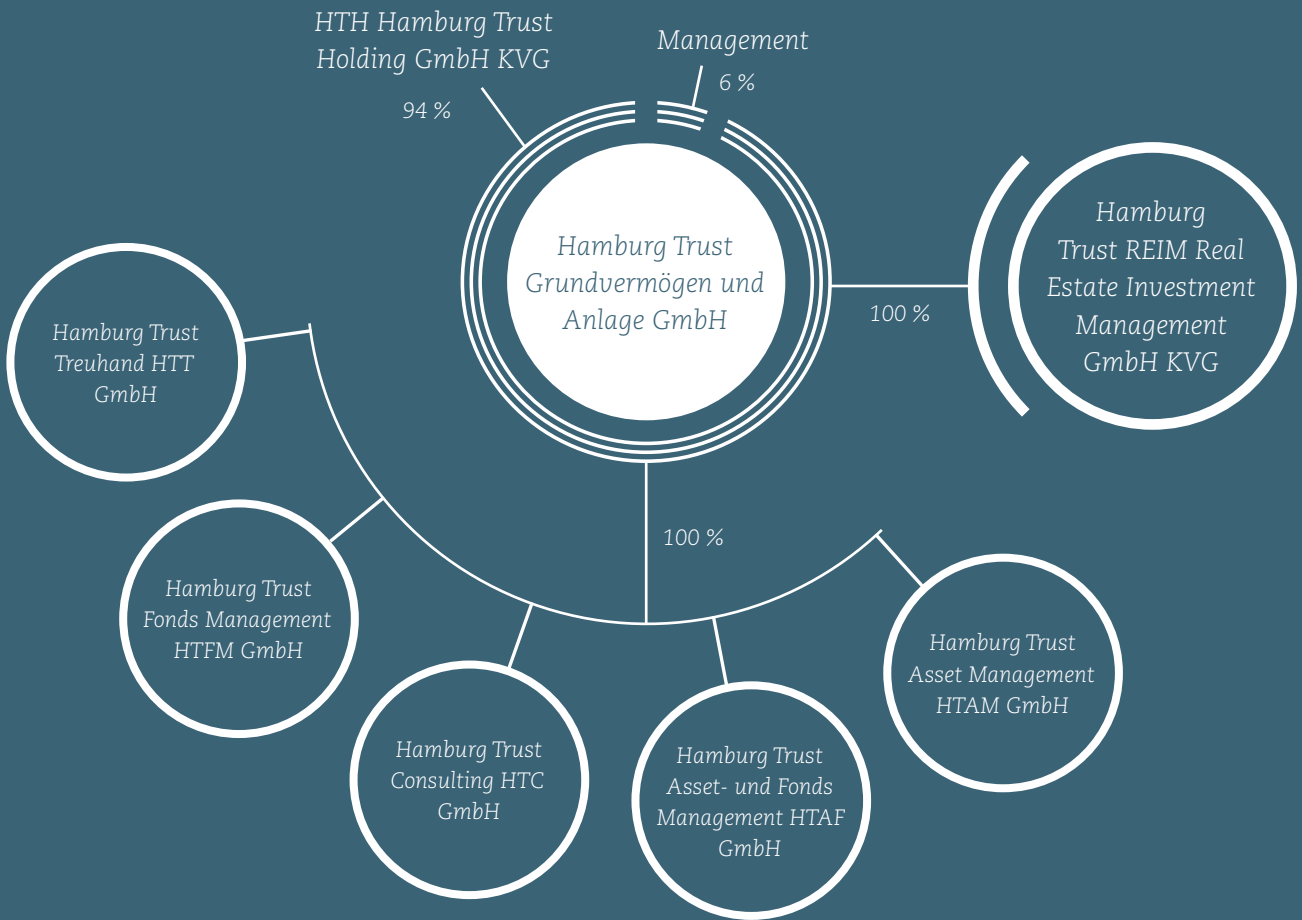 HTH Hamburg Trust
Holding GmbH KVG
94 %
Management
6 %
Hamburg Trust
Grundvermögen und
Anlage GmbH
100 %
Hamburg
Trust REIM Real
Estate Investment
Management
GmbH KVG
100 %
Hamburg Trust
Treuhand HTT
GmbH
Hamburg Trust
Fonds Management
HTFM GmbH
Hamburg Trust
Consulting HTC
GmbH
Hamburg Trust
Asset- und Fonds
Management HTAF
GmbH
Hamburg Trust
Asset Management
HTAM GmbH